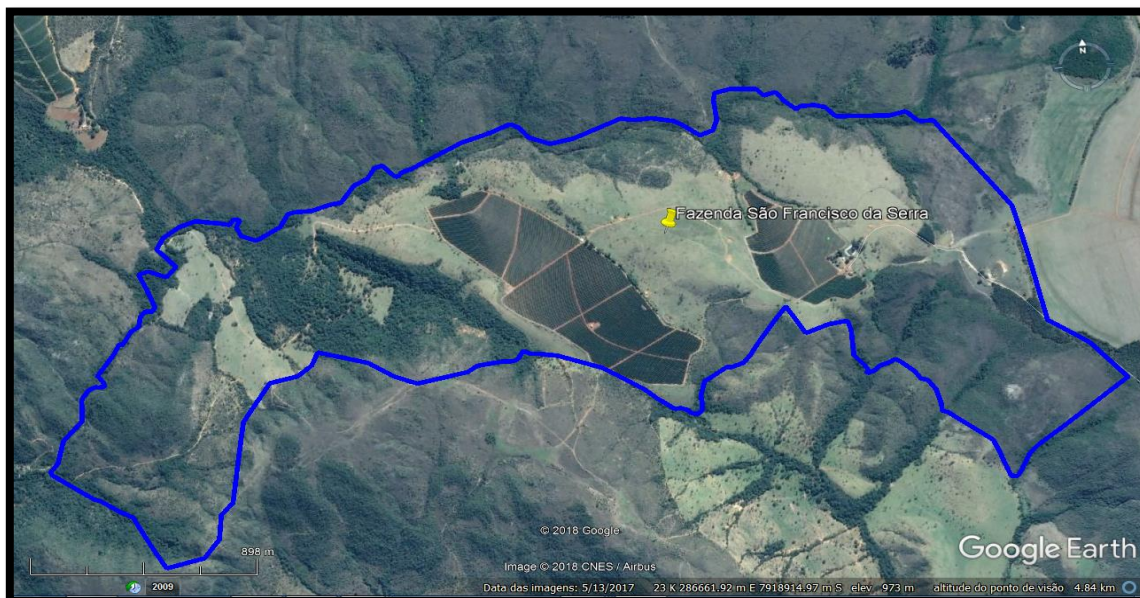 N
Fazenda São Francisco da Serra
© 2018 Google
898 m
Image © 2018 CNES / Airbus
Google Earth
2009
Data das imagens: 5/13/2017 23 K 286661.92 m E 7918914.97 m S elev 973 m altitude do ponto de visão 4.84 km